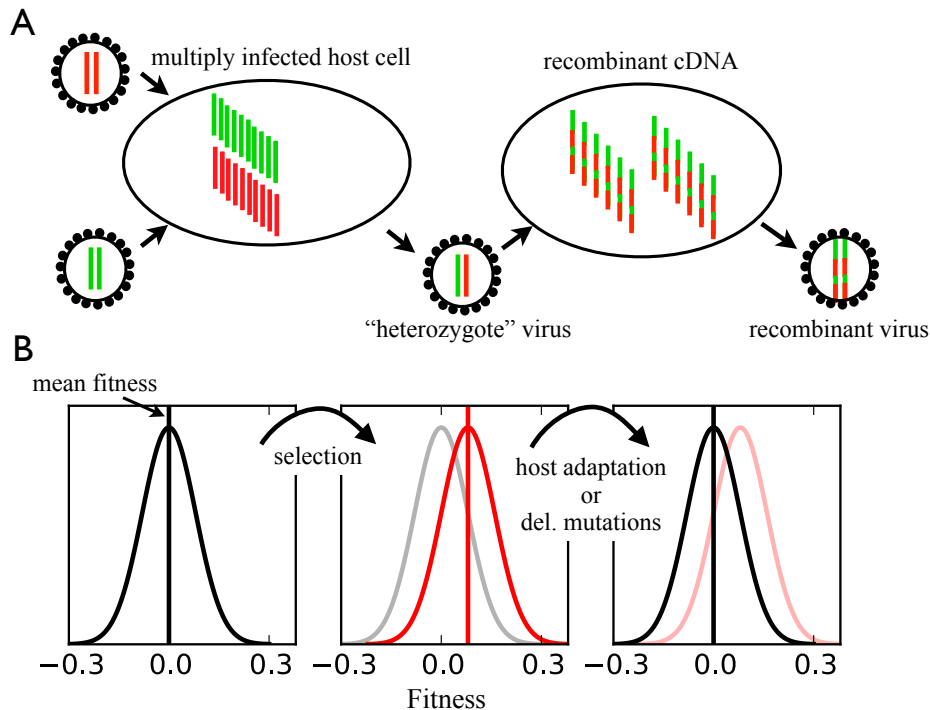 A
multiply infected host cell
recombinant cDNA
“heterozygote” virus
recombinant virus
B
mean fitness
selection
host adaptation
or
del. mutations
−0.3 0.0 0.3
−0.3 0.0 0.3
−0.3 0.0 0.3
Fitness